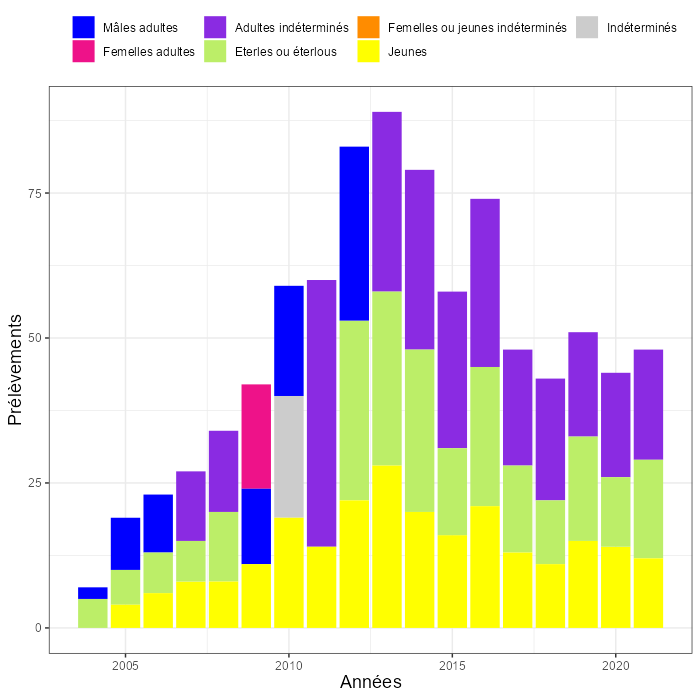 Mâles adultes
Adultes indéterminés
Femelles ou jeunes indéterminés
Indéterminés
Femelles adultes
Eterles ou éterlous
Jeunes
Prélèvements
75
50
25
0
2005
2010
2015
2020
Années